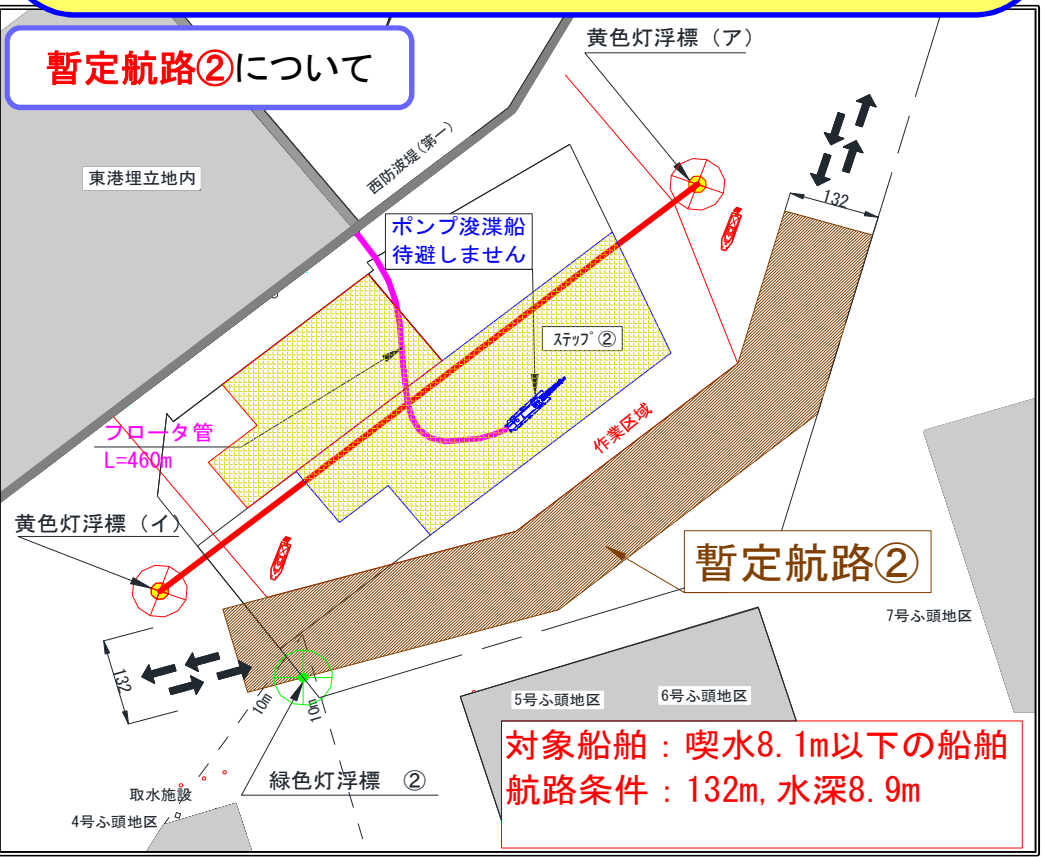 暫定航路②について
黄色灯浮標（ア）
東港埋立地内
西防波堤(第一)
132
ポンプ浚渫船
待避しません
ステップ②
作業区域
フロータ管
L=460m
黄色灯浮標（イ）
暫定航路②
7号ふ頭地区
132
10m
10m
5号ふ頭地区
6号ふ頭地区
対象船舶：喫水8.1m以下の船舶
航路条件：132m,水深8.9m
緑色灯浮標　②
取水施設
4号ふ頭地区